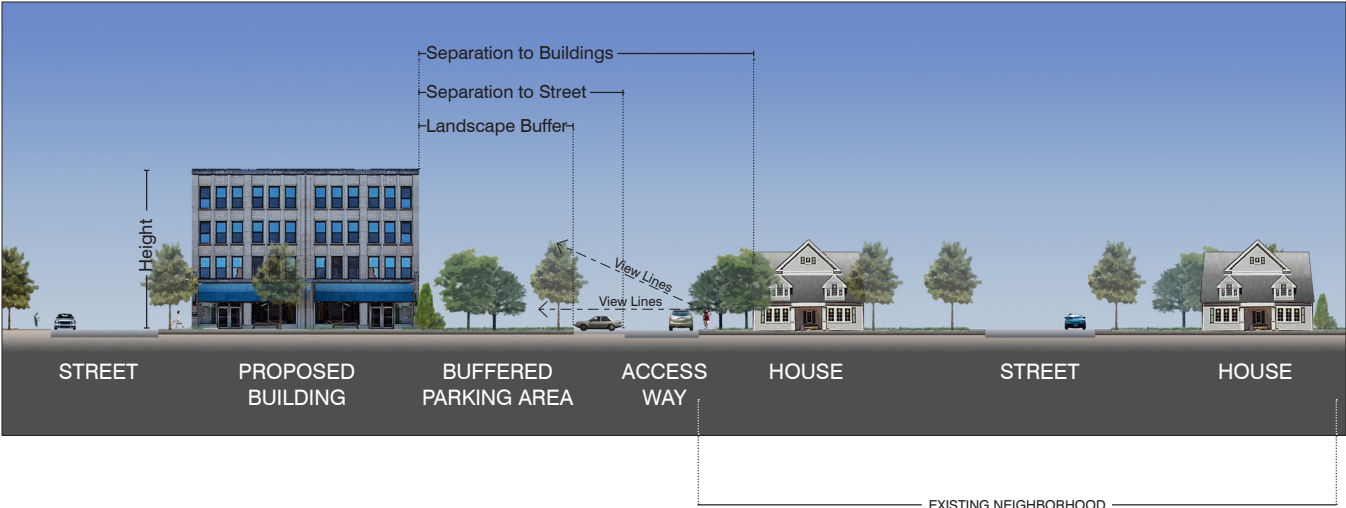 Separation to Buildings
Separation to Street
Landscape Buffer
Height
View Lines
View Lines
STREET
PROPOSED
BUILDING
BUFFERED
PARKING AREA
ACCESS
WAY
HOUSE
STREET
HOUSE
EXISTING NEIGHBORHOOD